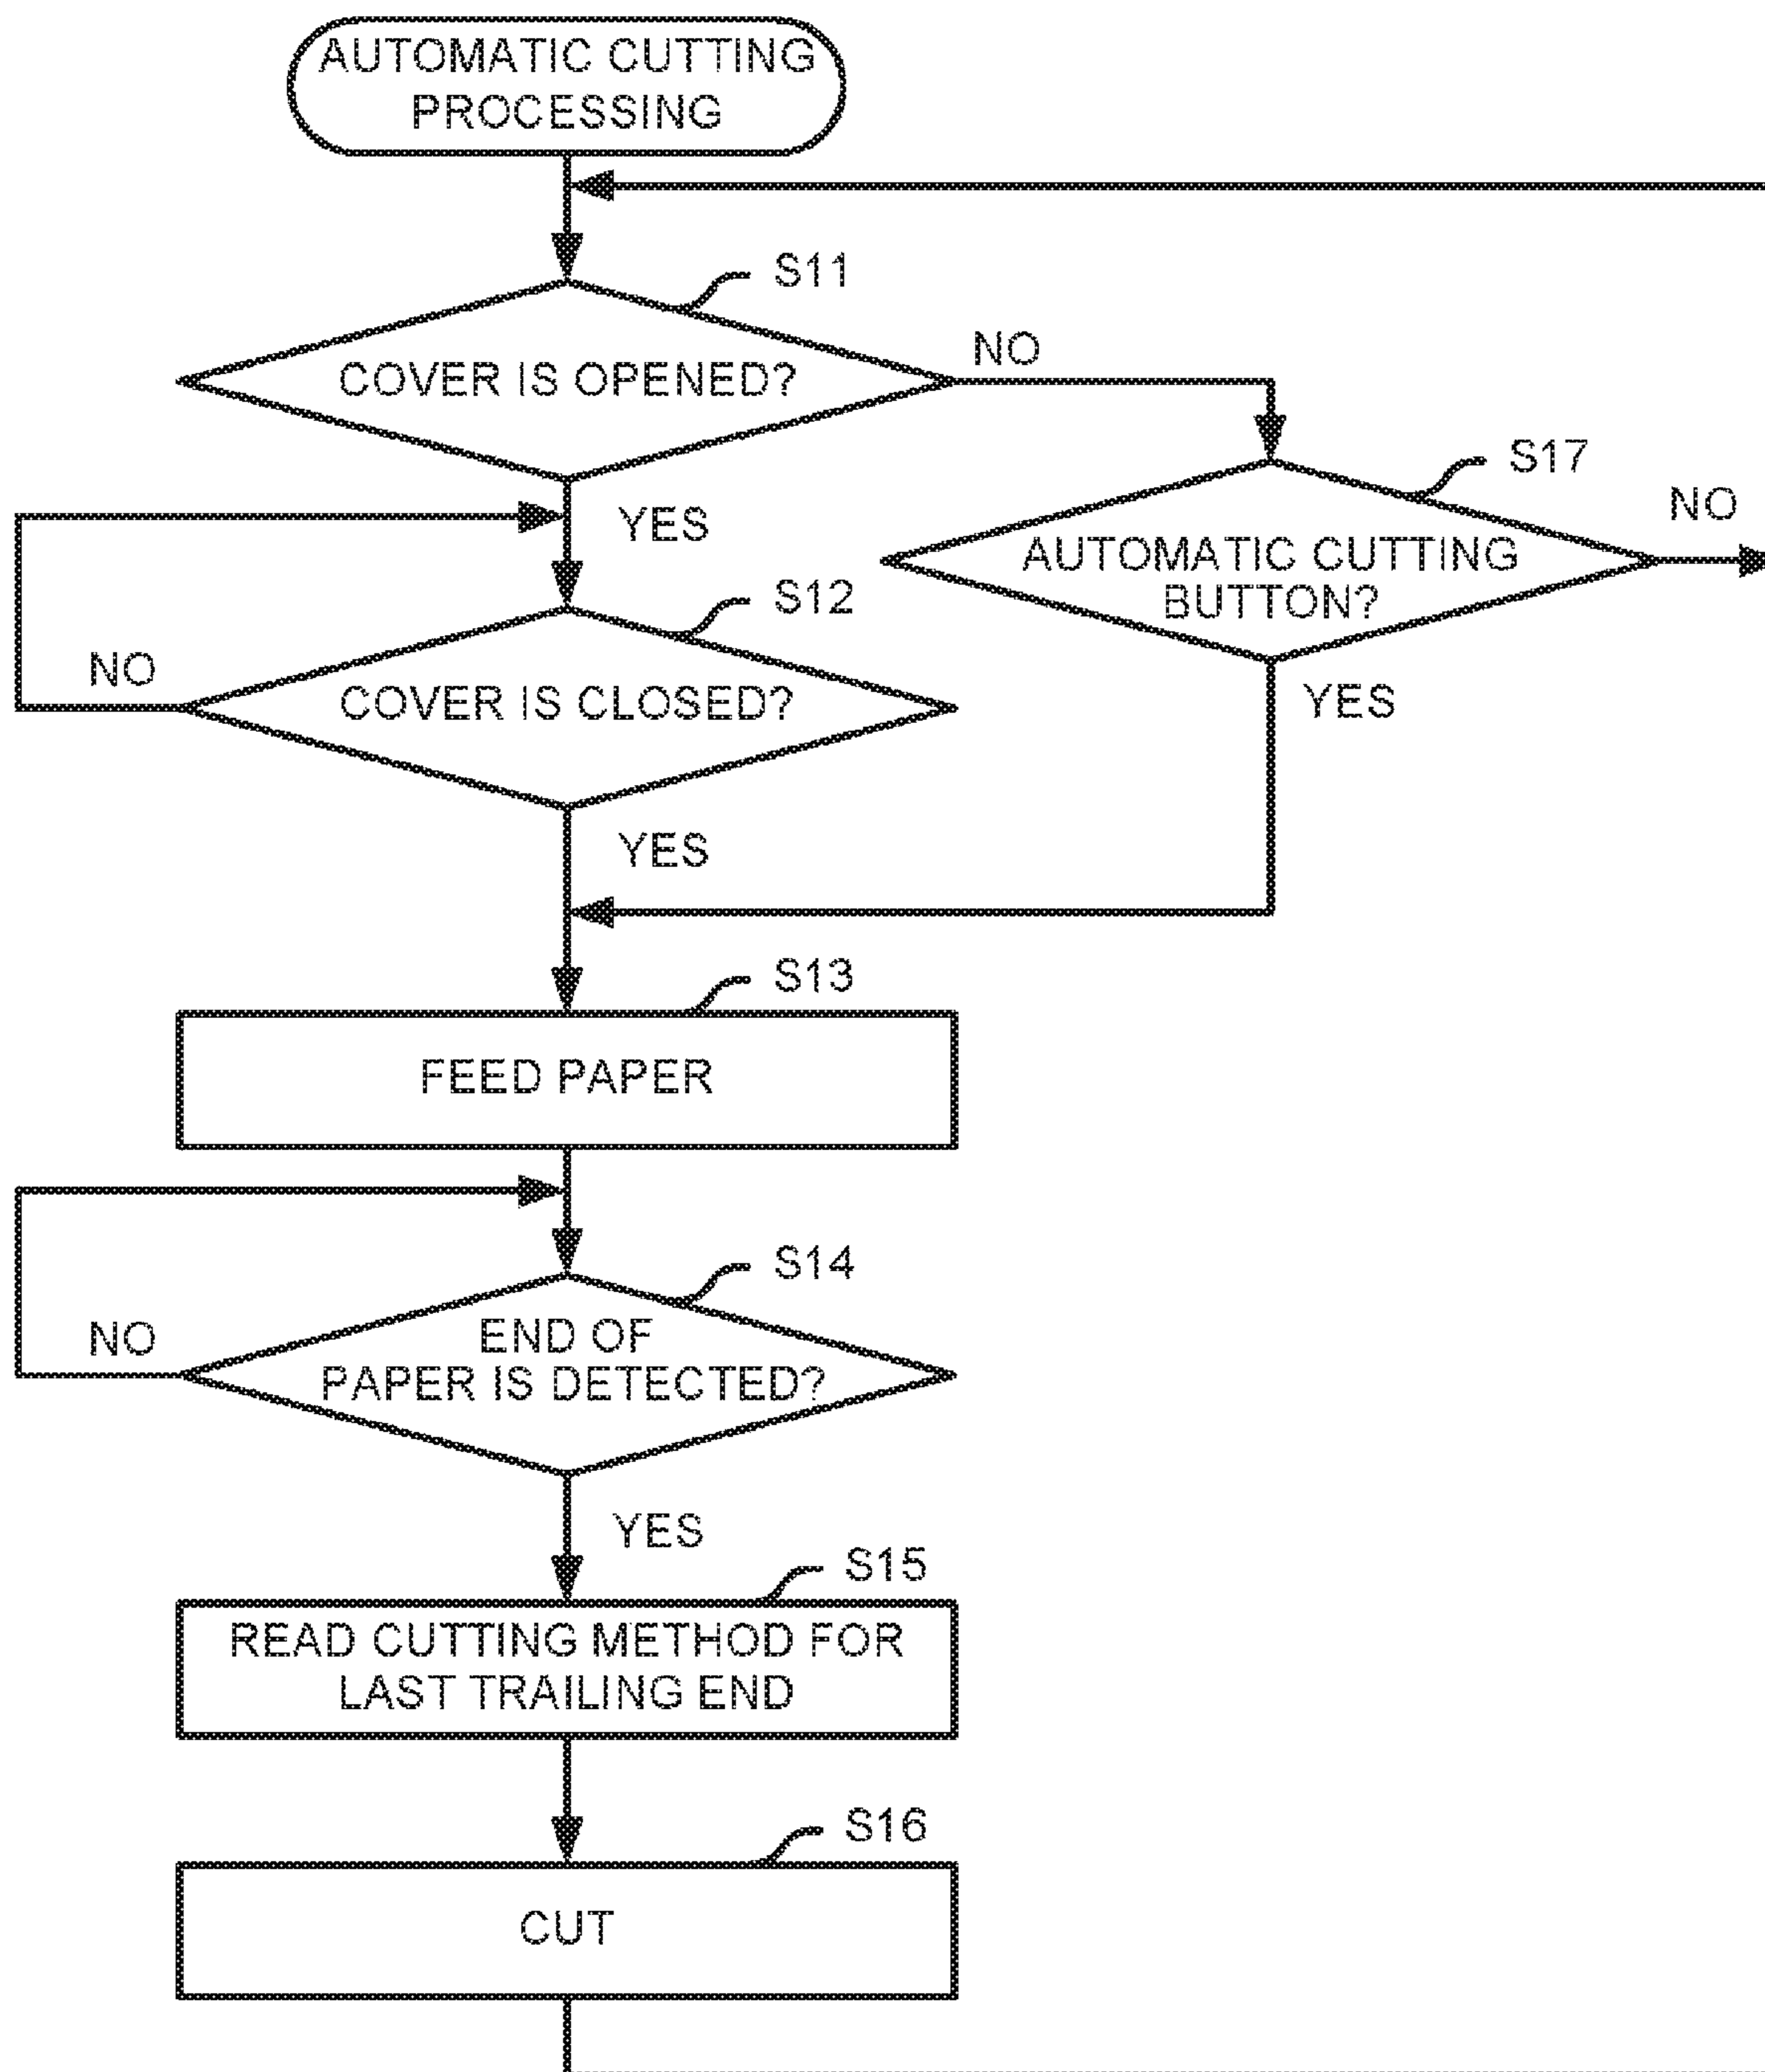 AUTOMATIC CUTTING
PROCESSING
S11
COVER IS OPENED?
NO
YES
S17
AUTOMATIC CUTTING
BUTTON?
NO
YES
S12
COVER IS CLOSED?
NO
YES
S13
FEED PAPER
S14
END OF
PAPER IS DETECTED?
NO
YES
S15
READ CUTTING METHOD FOR
LAST TRAILING END
S16
CUT